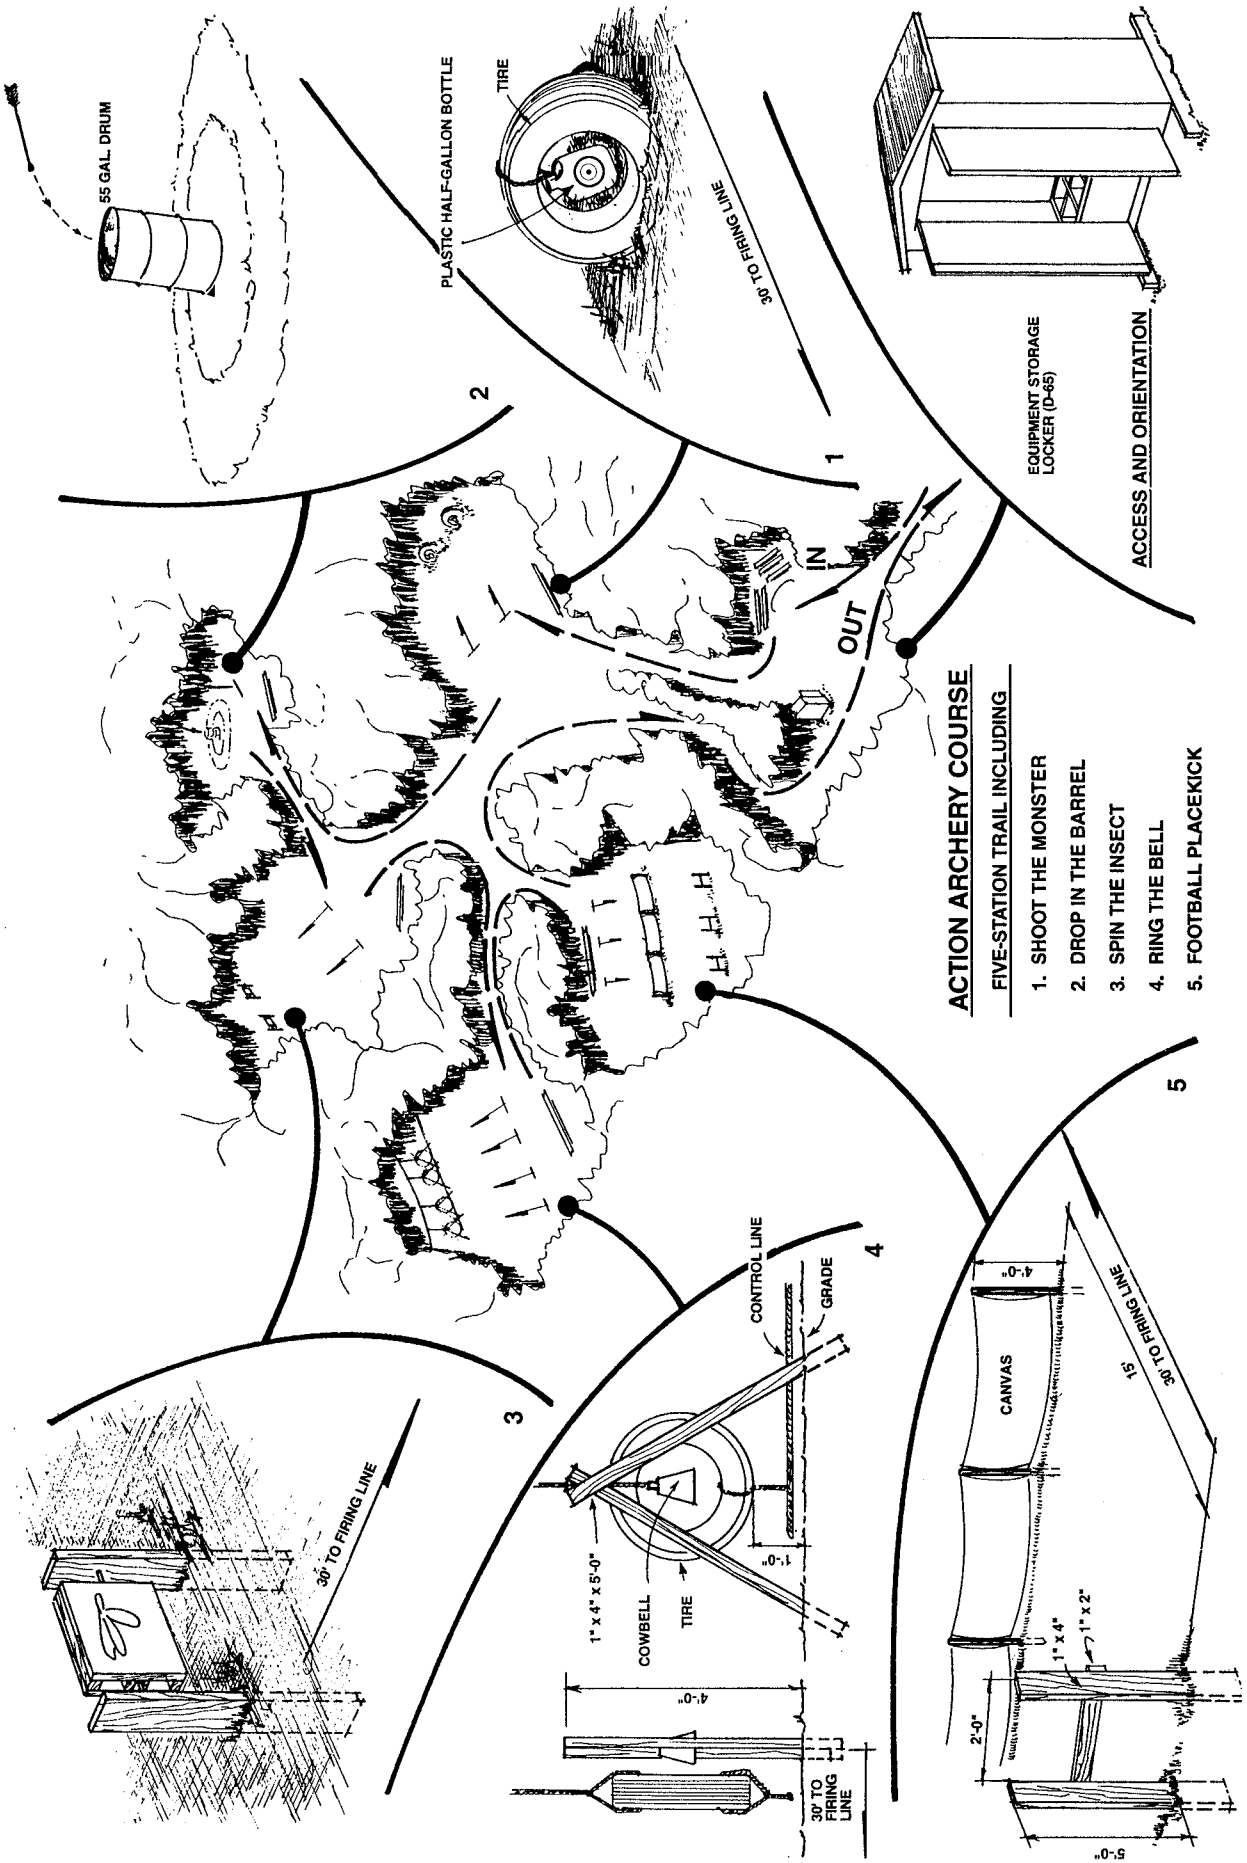 ACTION ARCHERY COURSE
FIVE-STATION TRAIL INCLUDING
1. SHOOT THE MONSTER
2. DROP IN THE BARREL
3. SPIN THE INSECT
4. RING THE BELL
5. FOOTBALL PLACEKICK
IN
OUT
1
PLASTIC HALF-GALLON BOTTLE
TIRE
30' TO FIRING LINE
2
55 GAL. DRUM
3
30' TO FIRING LINE
4
1" x 4" x 5'-0"
COWBELL
TIRE
CONTROL LINE
GRADE
1'-0"
4'-0"
30' TO
FIRING
LINE
5
CANVAS
4'-0"
15'
30' TO FIRING LINE
2'-0"
1" x 4"
1" x 2"
5'-0"
EQUIPMENT STORAGE
LOCKER (D-65)
ACCESS AND ORIENTATION